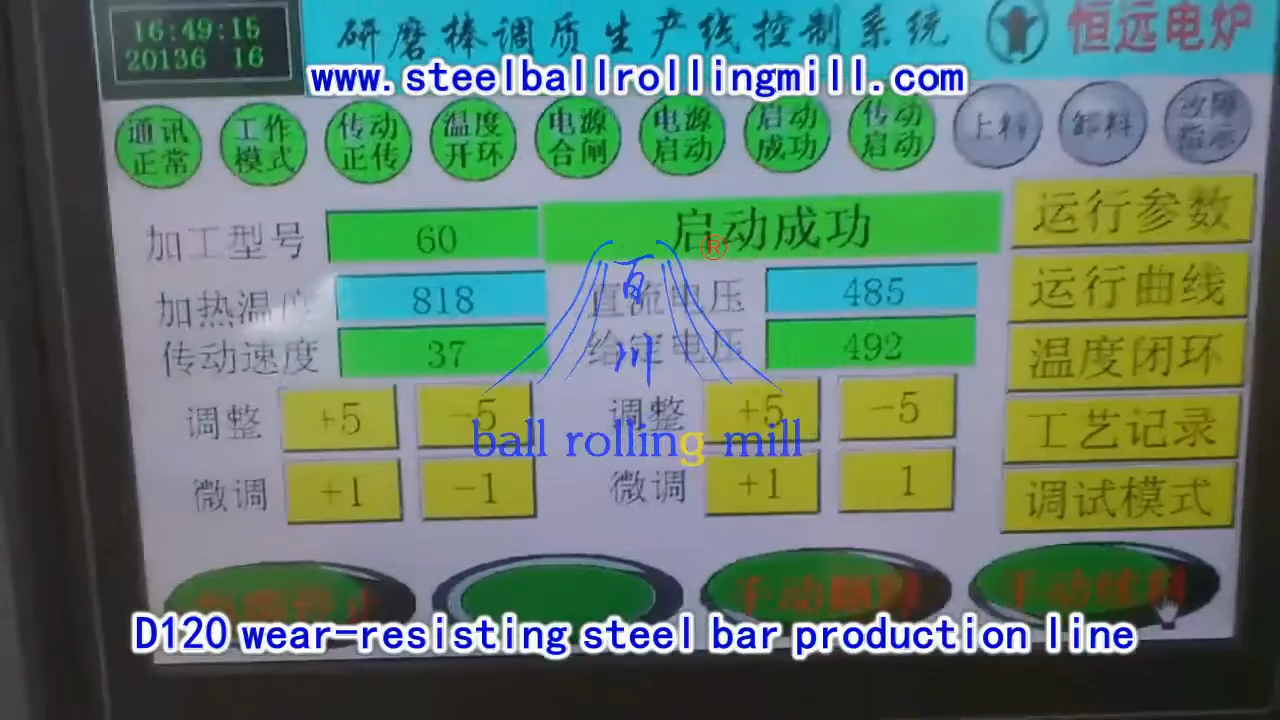 16:49:15
20136 16
研磨棒调质生产线控制系统
恒远电炉
www.steelballrollingmill.com
通讯正常
工作模式
传动正传
温度开环
电源合闸
电源启动
启动成功
传动启动
上料
卸料
故障指示
加工型号 60
启动成功
运行参数
®
百川
加热温度 818
直流电压 485
运行曲线
传动速度 37
给定电压 492
温度闭环
调整 +5 -5
调整 +5 -5
工艺记录
ball rolling mill
微调 +1 -1
微调 +1 1
调试模式
停止
手动
手动
D120 wear-resisting steel bar production line